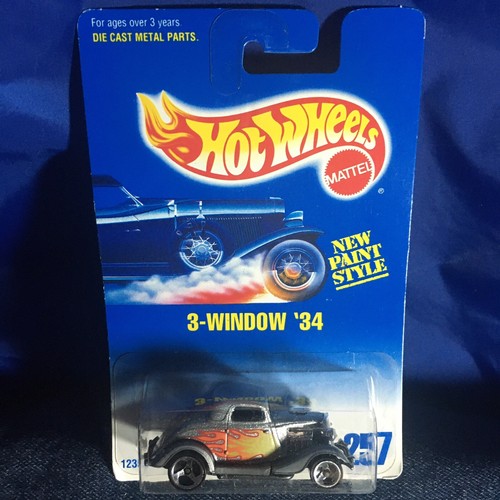 For ages over 3 years.
DIE CAST METAL PARTS.
HOT WHEELS
MATTEL
®
NEW
PAINT
STYLE
3-WINDOW '34
123
257